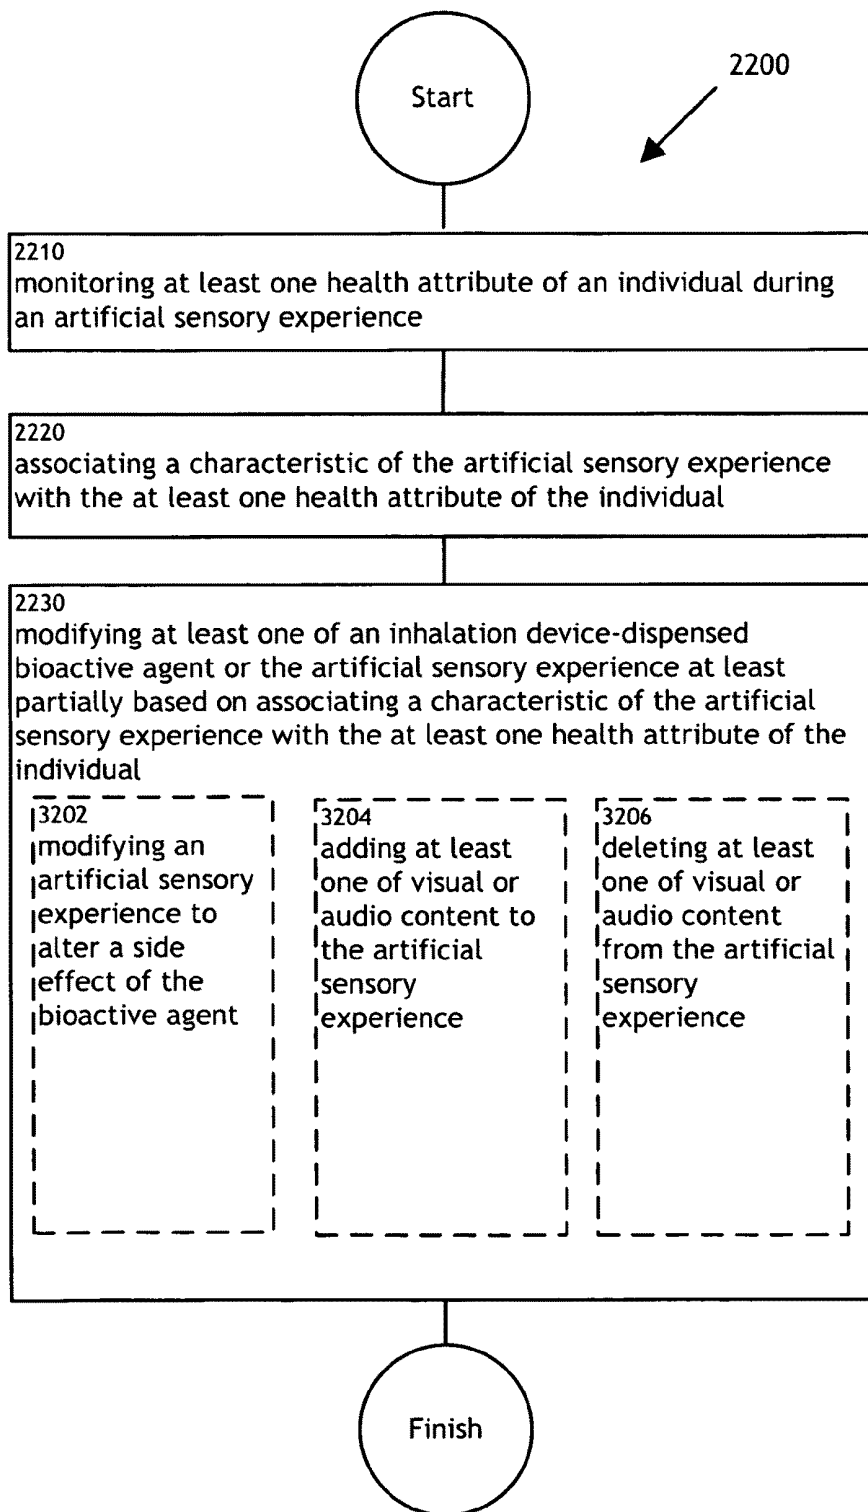 Start
2200
2210
monitoring at least one health attribute of an individual during
an artificial sensory experience
2220
associating a characteristic of the artificial sensory experience
with the at least one health attribute of the individual
2230
modifying at least one of an inhalation device-dispensed
bioactive agent or the artificial sensory experience at least
partially based on associating a characteristic of the artificial
sensory experience with the at least one health attribute of the
individual
3202
modifying an
artificial sensory
experience to
alter a side
effect of the
bioactive agent
3204
adding at least
one of visual or
audio content to
the artificial
sensory
experience
3206
deleting at least
one of visual or
audio content
from the artificial
sensory
experience
Finish